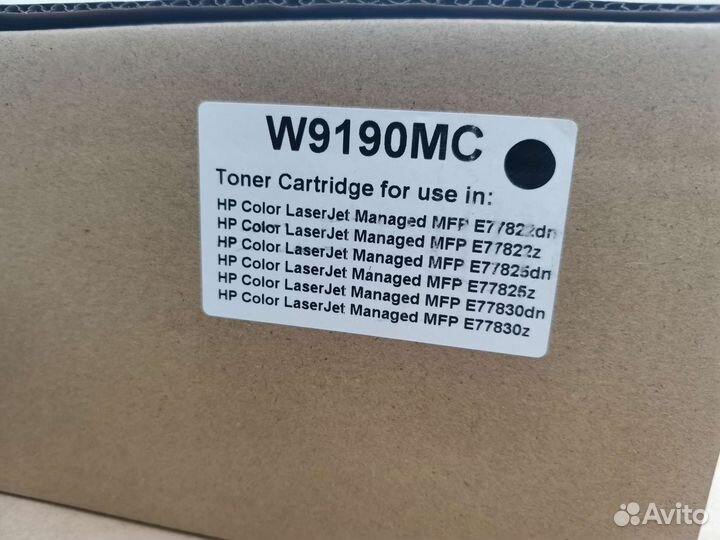 W9190MC
Toner Cartridge for use in:
HP Color LaserJet Managed MFP E77822dn
HP Color LaserJet Managed MFP E77822z
HP Color LaserJet Managed MFP E77825dn
HP Color LaserJet Managed MFP E77825z
HP Color LaserJet Managed MFP E77830dn
HP Color LaserJet Managed MFP E77830z
Avito